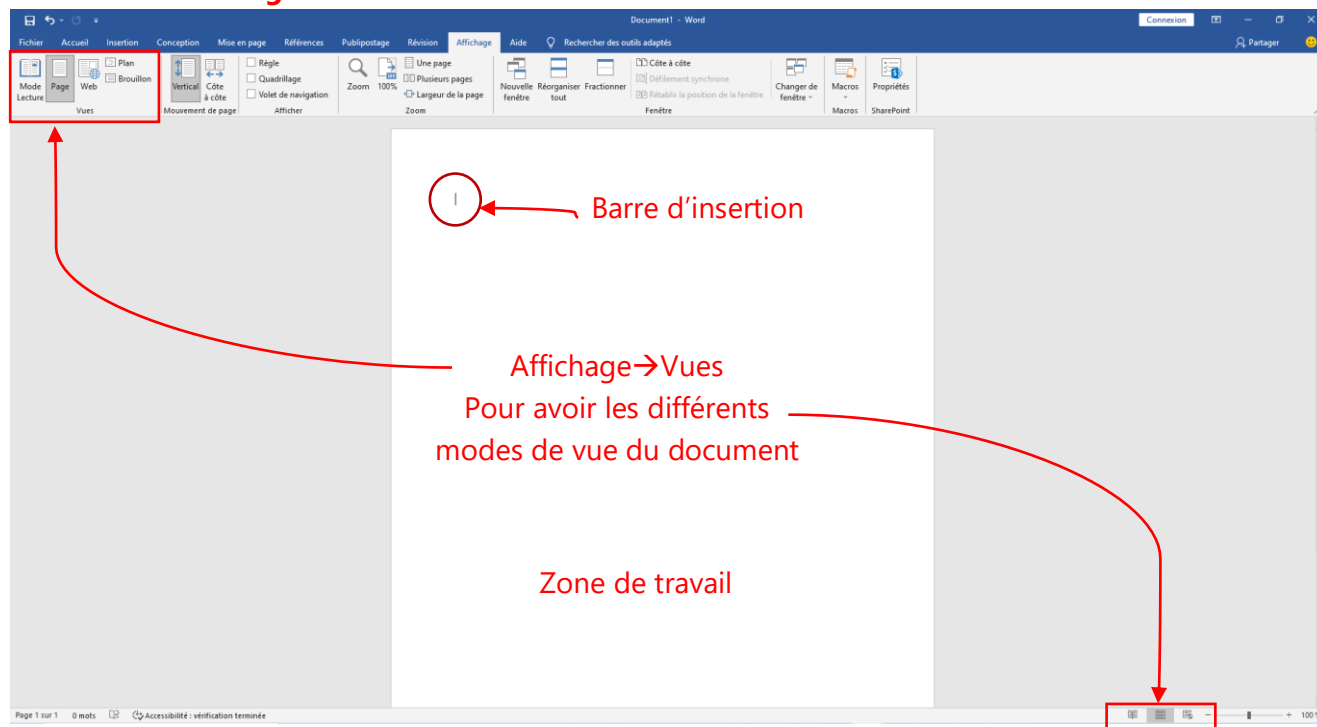 g
Document1 - Word
Connexion
Fichier Accueil Insertion Conception Mise en page Références Publipostage Révision Affichage Aide Rechercher des outils adaptés Partager
Mode Lecture
Page
Web
Plan
Brouillon
Vues
Vertical
Côte à côte
Mouvement de page
Règle
Quadrillage
Volet de navigation
Afficher
Zoom
100%
Une page
Plusieurs pages
Largeur de la page
Zoom
Nouvelle fenêtre
Réorganiser tout
Fractionner
Côte à côte
Défilement synchrone
Rétablir la position de la fenêtre
Fenêtre
Changer de fenêtre
Macros
Macros
Propriétés
SharePoint
Barre d’insertion
Affichage→Vues
Pour avoir les différents
modes de vue du document
Zone de travail
Page 1 sur 1 0 mots Accessibilité : vérification terminée - + 100 %